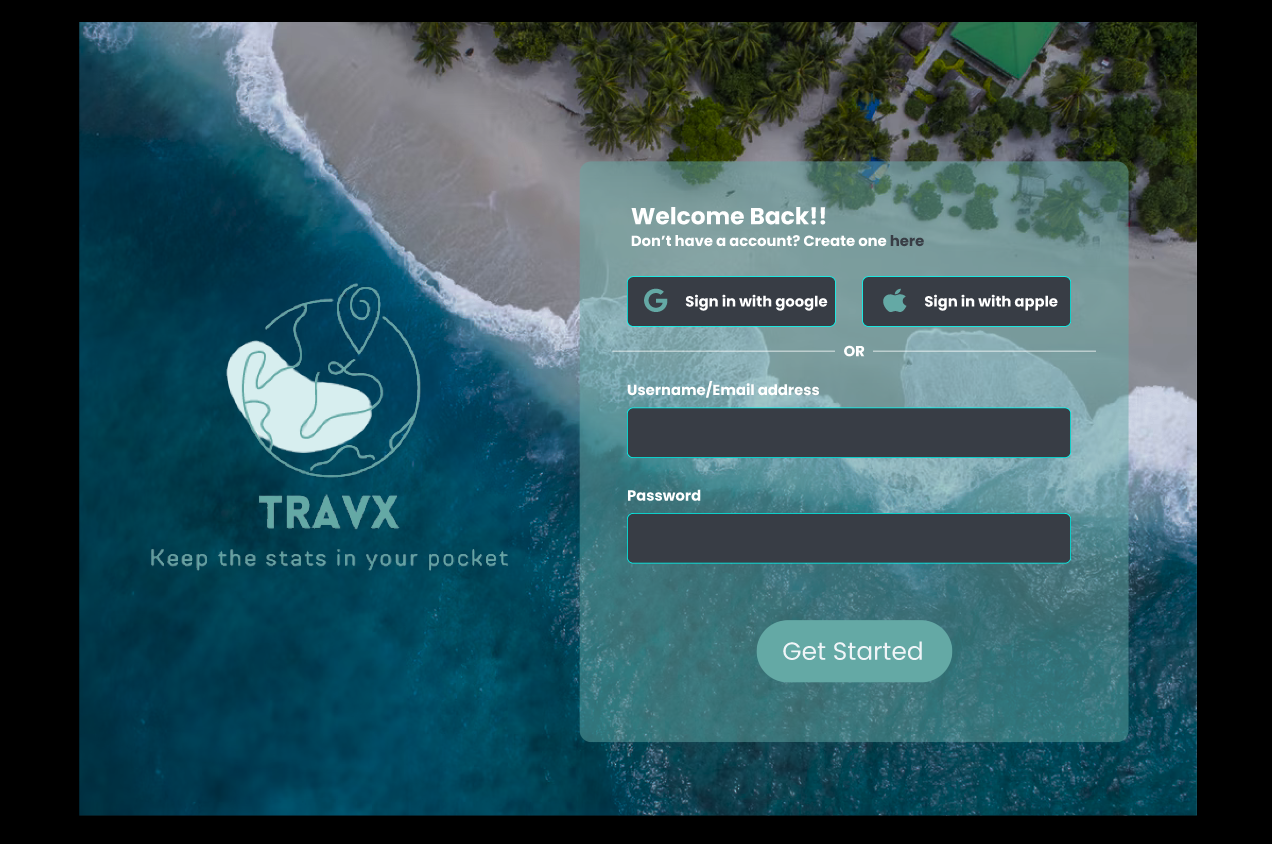 TRAVX
Keep the stats in your pocket
Welcome Back!!
Don’t have a account? Create one here
Sign in with google
Sign in with apple
OR
Username/Email address
Password
Get Started